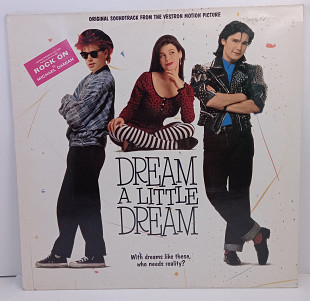 ORIGINAL SOUNDTRACK FROM THE VESTRON MOTION PICTURE
ROCK ON
MICHAEL DAMIAN
DREAM
A LITTLE
DREAM
With dreams like these,
who needs reality?